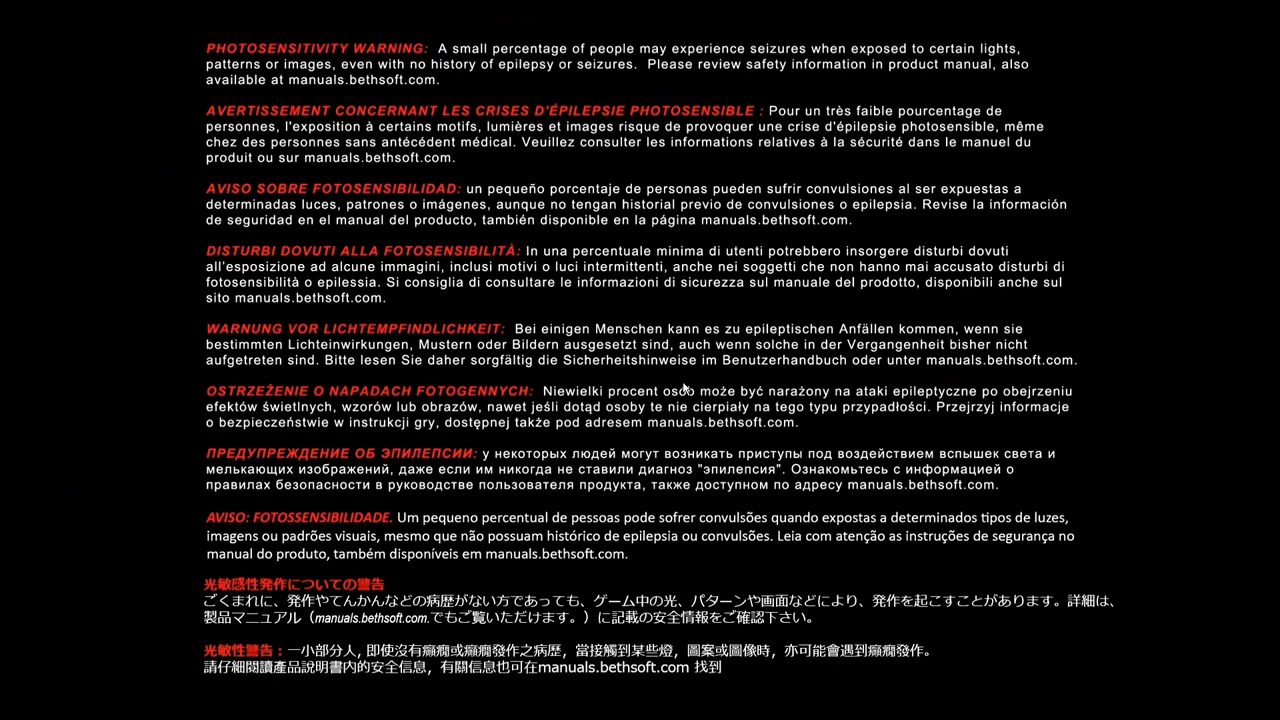 PHOTOSENSITIVITY WARNING: A small percentage of people may experience seizures when exposed to certain lights,
patterns or images, even with no history of epilepsy or seizures. Please review safety information in product manual, also
available at manuals.bethsoft.com.
AVERTISSEMENT CONCERNANT LES CRISES D'ÉPILEPSIE PHOTOSENSIBLE : Pour un très faible pourcentage de
personnes, l'exposition à certains motifs, lumières et images risque de provoquer une crise d'épilepsie photosensible, même
chez des personnes sans antécédent médical. Veuillez consulter les informations relatives à la sécurité dans le manuel du
produit ou sur manuals.bethsoft.com.
AVISO SOBRE FOTOSENSIBILIDAD: un pequeño porcentaje de personas pueden sufrir convulsiones al ser expuestas a
determinadas luces, patrones o imágenes, aunque no tengan historial previo de convulsiones o epilepsia. Revise la información
de seguridad en el manual del producto, también disponible en la página manuals.bethsoft.com.
DISTURBI DOVUTI ALLA FOTOSENSIBILITÀ: In una percentuale minima di utenti potrebbero insorgere disturbi dovuti
all'esposizione ad alcune immagini, inclusi motivi o luci intermittenti, anche nei soggetti che non hanno mai accusato disturbi di
fotosensibilità o epilessia. Si consiglia di consultare le informazioni di sicurezza sul manuale del prodotto, disponibili anche sul
sito manuals.bethsoft.com.
WARNUNG VOR LICHTEMPFINDLICHKEIT: Bei einigen Menschen kann es zu epileptischen Anfällen kommen, wenn sie
bestimmten Lichteinwirkungen, Mustern oder Bildern ausgesetzt sind, auch wenn solche in der Vergangenheit bisher nicht
aufgetreten sind. Bitte lesen Sie daher sorgfältig die Sicherheitshinweise im Benutzerhandbuch oder unter manuals.bethsoft.com.
OSTRZEŻENIE O NAPADACH FOTOGENNYCH: Niewielki procent osób może być narażony na ataki epileptyczne po obejrzeniu
efektów świetlnych, wzorów lub obrazów, nawet jeśli dotąd osoby te nie cierpiały na tego typu przypadłości. Przejrzyj informacje
o bezpieczeństwie w instrukcji gry, dostępnej także pod adresem manuals.bethsoft.com.
ПРЕДУПРЕЖДЕНИЕ ОБ ЭПИЛЕПСИИ: у некоторых людей могут возникать приступы под воздействием вспышек света и
мелькающих изображений, даже если им никогда не ставили диагноз "эпилепсия". Ознакомьтесь с информацией о
правилах безопасности в руководстве пользователя продукта, также доступном по адресу manuals.bethsoft.com.
AVISO: FOTOSSENSIBILIDADE. Um pequeno percentual de pessoas pode sofrer convulsões quando expostas a determinados tipos de luzes,
imagens ou padrões visuais, mesmo que não possuam histórico de epilepsia ou convulsões. Leia com atenção as instruções de segurança no
manual do produto, também disponíveis em manuals.bethsoft.com.
光敏感性発作についての警告
ごくまれに、発作やてんかんなどの病歴がない方であっても、ゲーム中の光、パターンや画面などにより、発作を起こすことがあります。詳細は、
製品マニュアル（manuals.bethsoft.com.でもご覧いただけます。）に記載の安全情報をご確認下さい。
光敏性警告：一小部分人，即使沒有癲癇或癲癇發作之病歷，當接觸到某些燈，圖案或圖像時，亦可能會遇到癲癇發作。
請仔細閱讀產品說明書內的安全信息，有關信息也可在manuals.bethsoft.com 找到